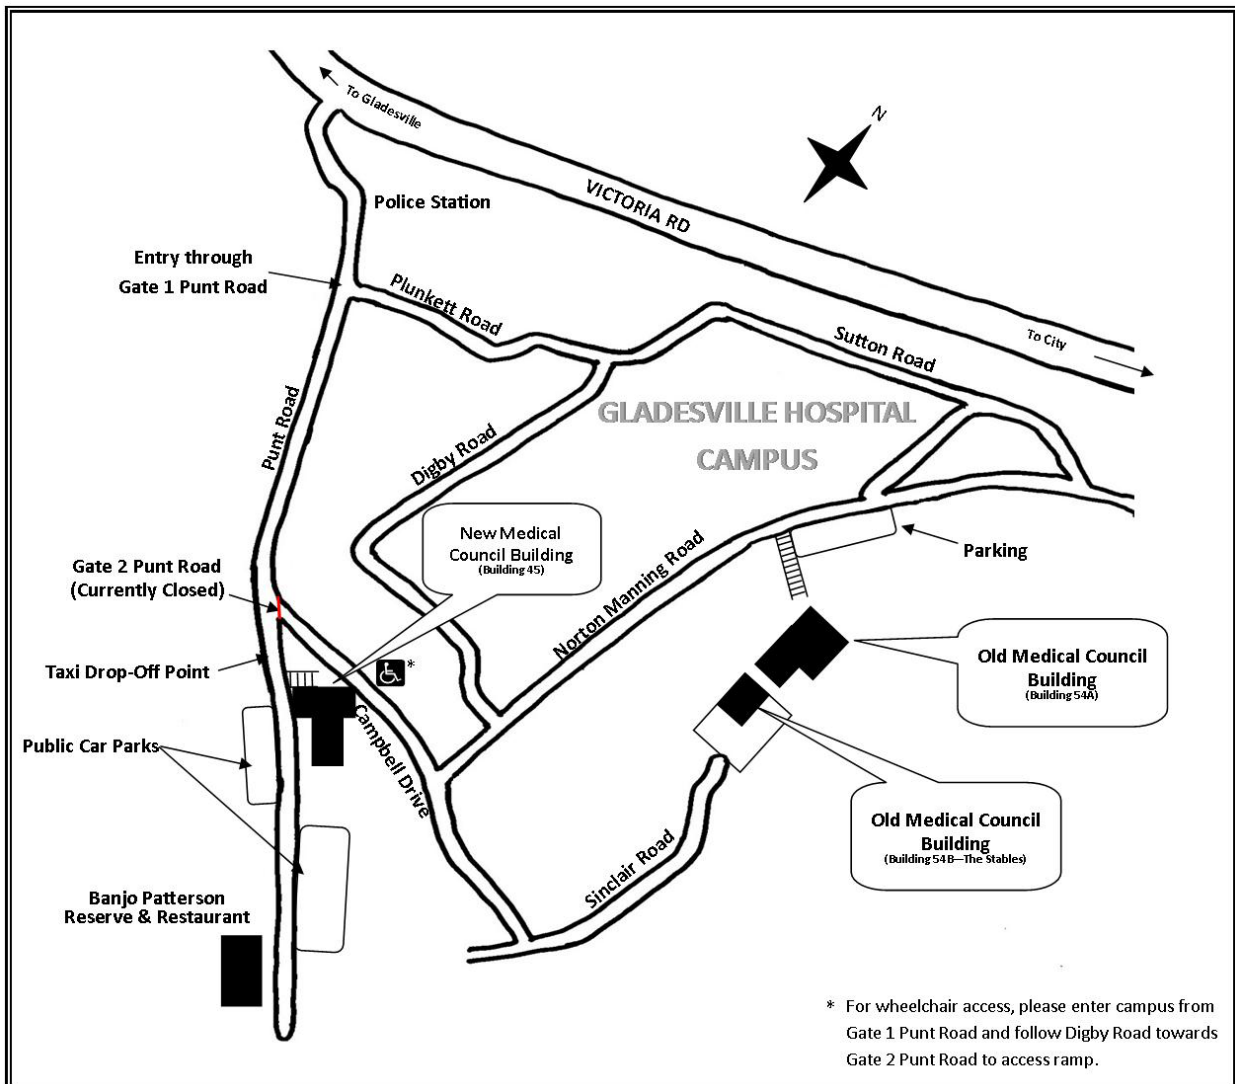 To Gladesville
N
VICTORIA RD
Police Station
Entry through
Gate 1 Punt Road
Plunkett Road
Sutton Road
To City
Punt Road
GLADESVILLE HOSPITAL
CAMPUS
Digby Road
New Medical
Council Building
(Building 45)
Norton Manning Road
Parking
Gate 2 Punt Road
(Currently Closed)
Taxi Drop-Off Point
*
Old Medical Council
Building
(Building 54A)
Public Car Parks
Campbell Drive
Old Medical Council
Building
(Building 54B—The Stables)
Sinclair Road
Banjo Patterson
Reserve & Restaurant
* For wheelchair access, please enter campus from
Gate 1 Punt Road and follow Digby Road towards
Gate 2 Punt Road to access ramp.